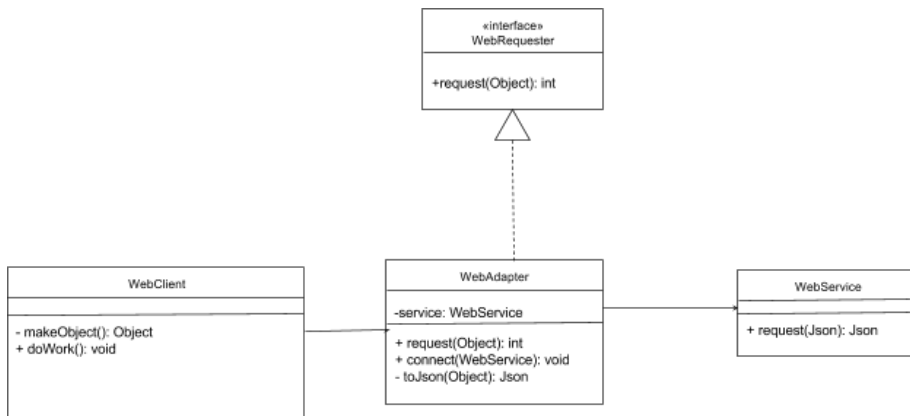 «interface»
WebRequester
+request(Object): int
WebClient
- makeObject(): Object
+ doWork(): void
WebAdapter
-service: WebService
+ request(Object): int
+ connect(WebService): void
- toJson(Object): Json
WebService
+ request(Json): Json